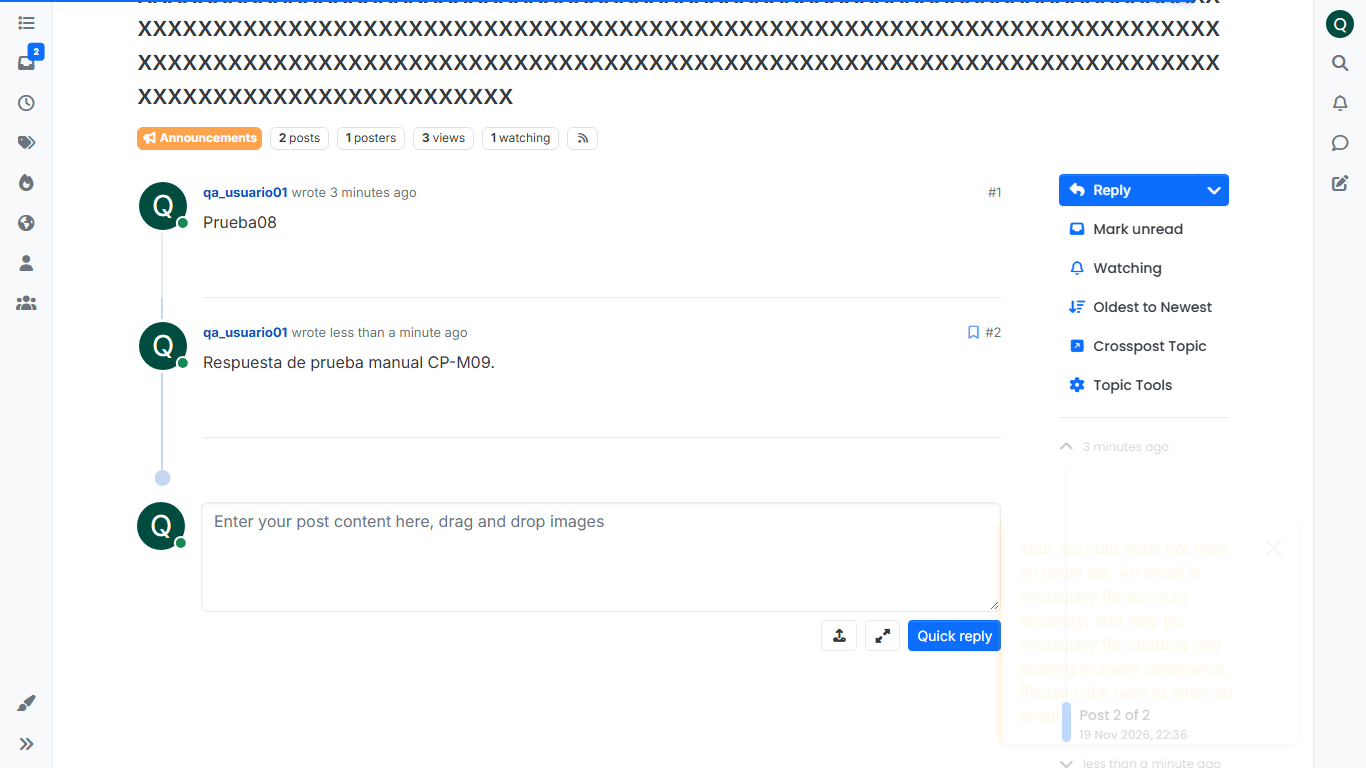 2
Q
XXXXXXXXXXXXXXXXXXXXXXXXXXXXXXXXXXXXXXXXXXXXXXXXXXXXXXXXXXXXXXXXXXXXXXXX
XXXXXXXXXXXXXXXXXXXXXXXXXXXXXXXXXXXXXXXXXXXXXXXXXXXXXXXXXXXXXXXXXXXXXXXX
XXXXXXXXXXXXXXXXXXXXXXXXX
Announcements 2 posts 1 posters 3 views 1 watching
Q
qa_usuario01 wrote 3 minutes ago #1
Prueba08
Q
qa_usuario01 wrote less than a minute ago #2
Respuesta de prueba manual CP-M09.
Q
Enter your post content here, drag and drop images
Quick reply
Reply
Mark unread
Watching
Oldest to Newest
Crosspost Topic
Topic Tools
3 minutes ago
Your account does not have
an email set. An email is
necessary for account
recovery, and may be
necessary for chatting and
posting in some categories.
Please click here to enter an
email.
Post 2 of 2
19 Nov 2026, 22:36
less than a minute ago